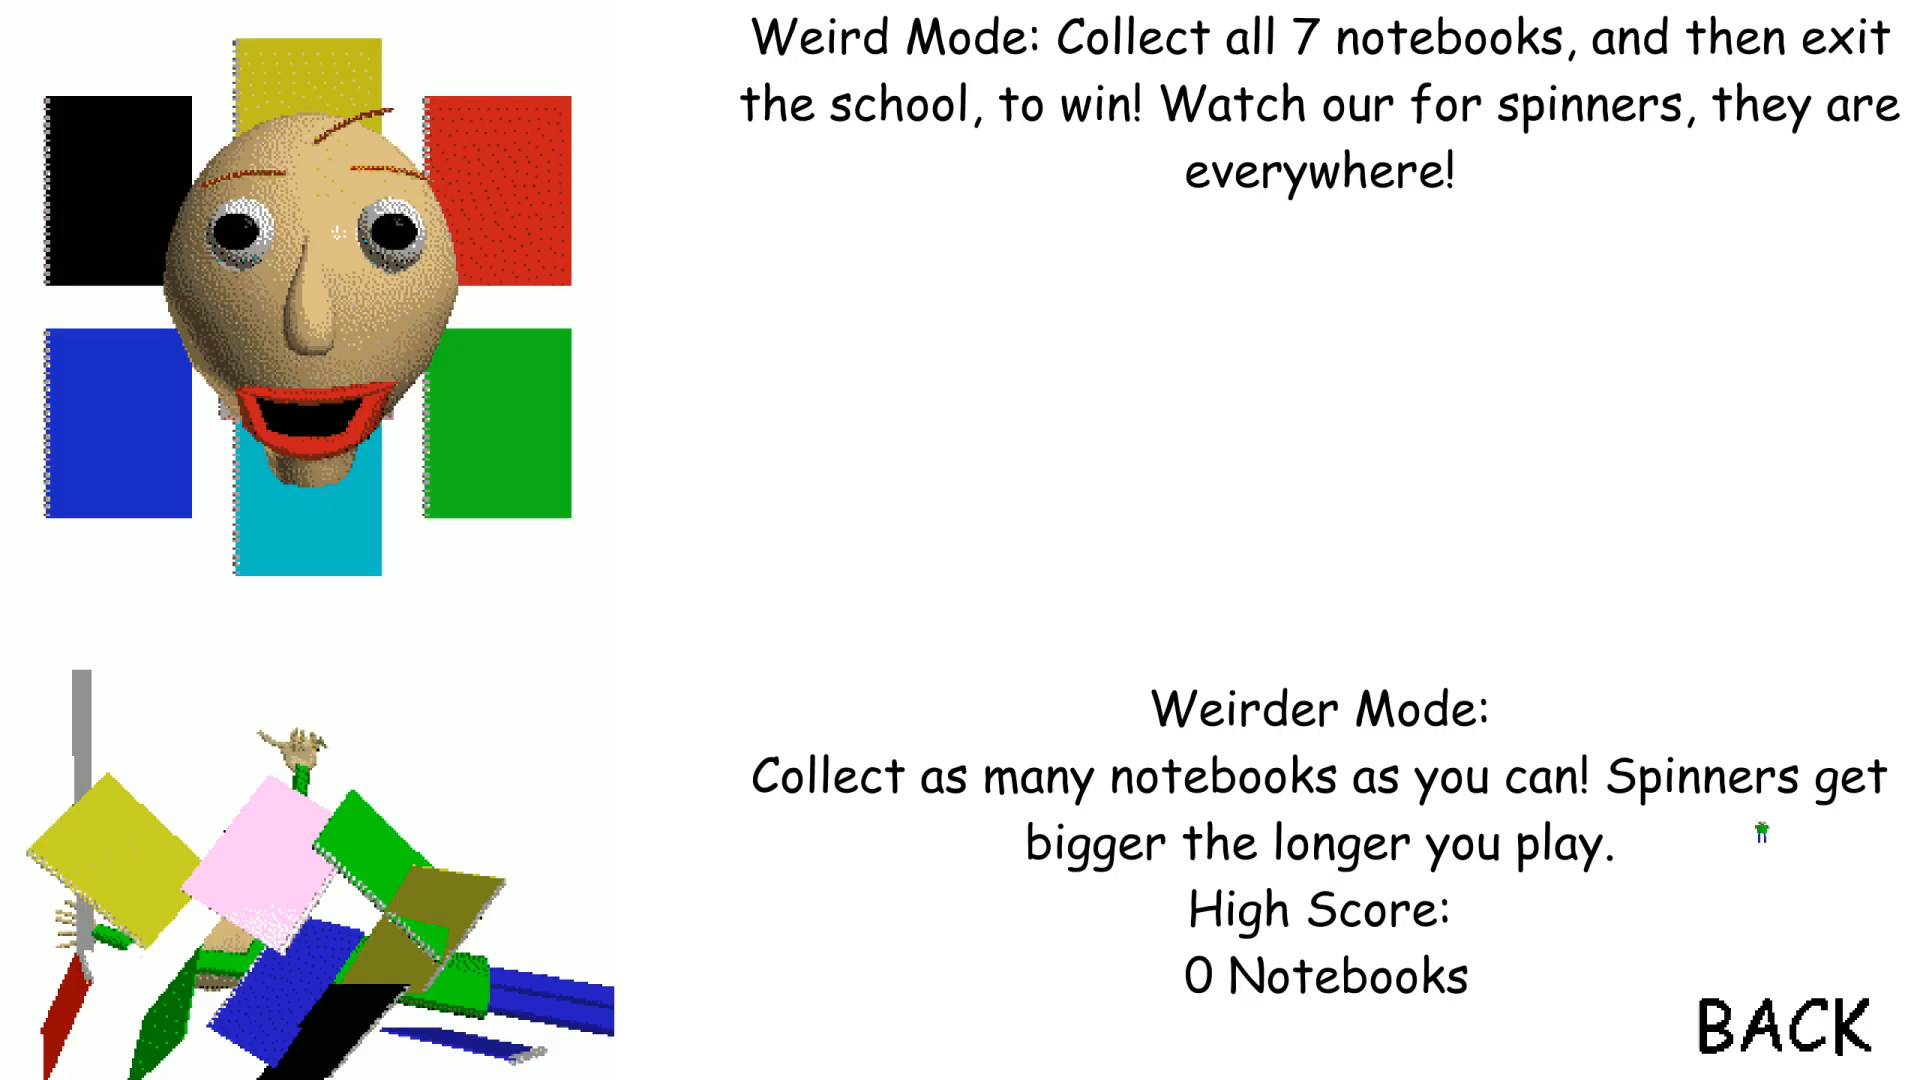 Weird Mode: Collect all 7 notebooks, and then exit
the school, to win! Watch our for spinners, they are
everywhere!
Weirder Mode:
Collect as many notebooks as you can! Spinners get
bigger the longer you play.
High Score:
0 Notebooks
BACK